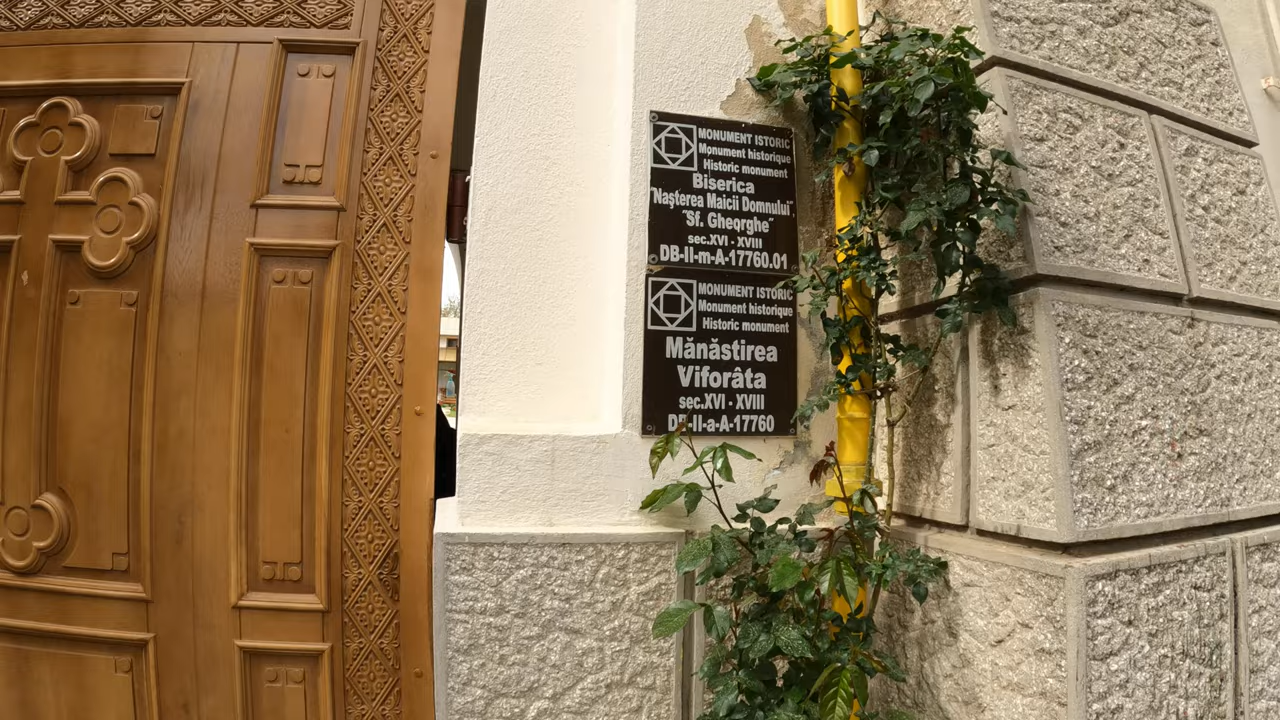 MONUMENT ISTORIC
Monument historique
Historic monument
Biserica
"Naşterea Maicii Domnului"
"Sf. Gheorghe"
sec.XVI - XVIII
DB-II-m-A-17760.01
MONUMENT ISTORIC
Monument historique
Historic monument
Mănăstirea
Viforâta
sec.XVI - XVIII
DB-II-a-A-17760